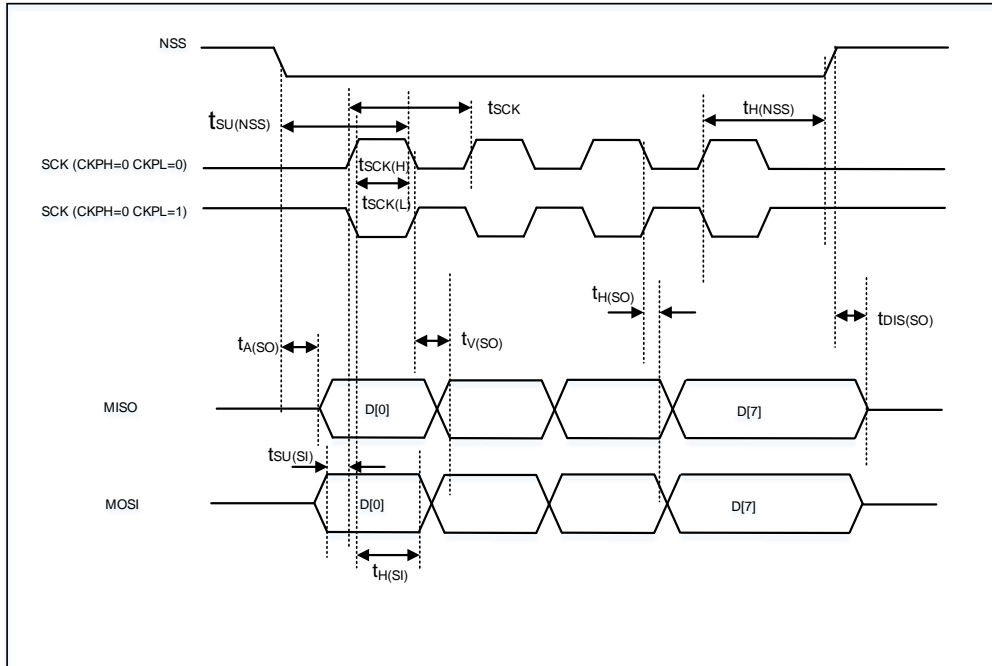 NSS
tSCK
tH(NSS)
tSU(NSS)
SCK (CKPH=0 CKPL=0)
tSCK(H)
tSCK(L)
SCK (CKPH=0 CKPL=1)
tH(SO)
tDIS(SO)
tA(SO)
tV(SO)
MISO
D[0]
D[7]
tSU(SI)
MOSI
D[0]
D[7]
tH(SI)